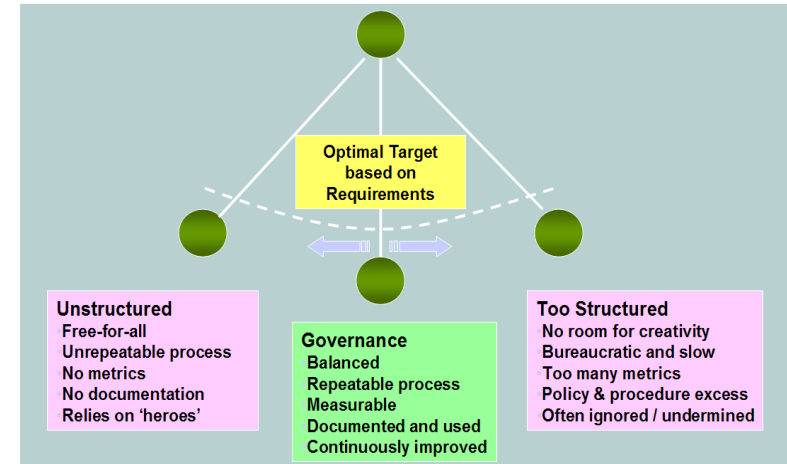 Optimal Target
based on
Requirements
Unstructured
Free-for-all
Unrepeatable process
No metrics
No documentation
Relies on ‘heroes’
Governance
Balanced
Repeatable process
Measurable
Documented and used
Continuously improved
Too Structured
No room for creativity
Bureaucratic and slow
Too many metrics
Policy & procedure excess
Often ignored / undermined